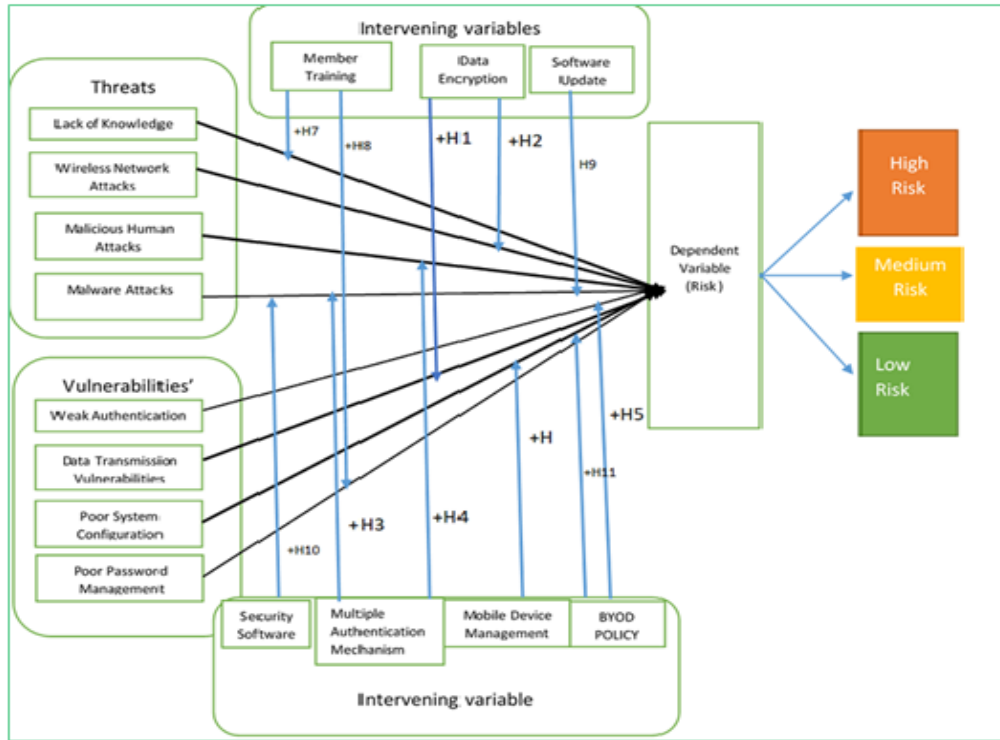 Intervening variables
Member
Training
Data
Encryption
Software
Update
Threats
Lack of Knowledge
Wireless Network
Attacks
Malicious Human
Attacks
Malware Attacks
+H7
+H8
+H1
+H2
H9
Dependent
Variable
(Risk)
High
Risk
Medium
Risk
Low
Risk
Vulnerabilities’
Weak Authentication
Data Transmission
Vulnerabilities
Poor System
Configuration
Poor Password
Management
+H10
+H3
+H4
+H
+H11
+H5
Security
Software
Multiple
Authentication
Mechanism
Mobile Device
Management
BYOD
POLICY
Intervening variable